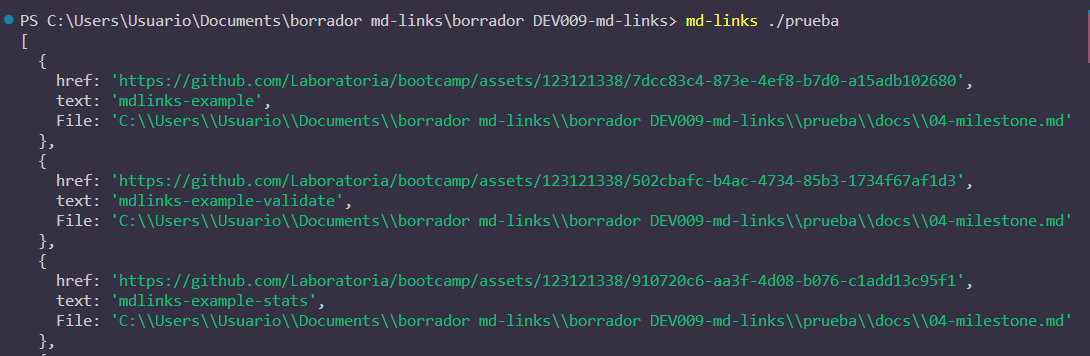 PS C:\Users\Usuario\Documents\borrador md-links\borrador DEV009-md-links> md-links ./prueba
[
  {
    href: 'https://github.com/Laboratoria/bootcamp/assets/123121338/7dcc83c4-873e-4ef8-b7d0-a15adb102680',
    text: 'mdlinks-example',
    File: 'C:\\Users\\Usuario\\Documents\\borrador md-links\\borrador DEV009-md-links\\prueba\\docs\\04-milestone.md'
  },
  {
    href: 'https://github.com/Laboratoria/bootcamp/assets/123121338/502cbafc-b4ac-4734-85b3-1734f67af1d3',
    text: 'mdlinks-example-validate',
    File: 'C:\\Users\\Usuario\\Documents\\borrador md-links\\borrador DEV009-md-links\\prueba\\docs\\04-milestone.md'
  },
  {
    href: 'https://github.com/Laboratoria/bootcamp/assets/123121338/910720c6-aa3f-4d08-b076-c1add13c95f1',
    text: 'mdlinks-example-stats',
    File: 'C:\\Users\\Usuario\\Documents\\borrador md-links\\borrador DEV009-md-links\\prueba\\docs\\04-milestone.md'
  },